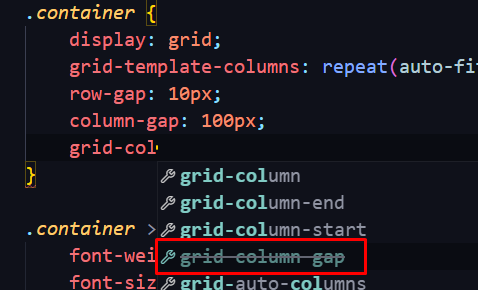 .container {
display: grid;
grid-template-columns: repeat(auto-fit
row-gap: 10px;
column-gap: 100px;
grid-col
grid-column
}
grid-column-end
.container >
grid-column-start
font-wei
grid-column-gap
font-siz
grid-auto-columns